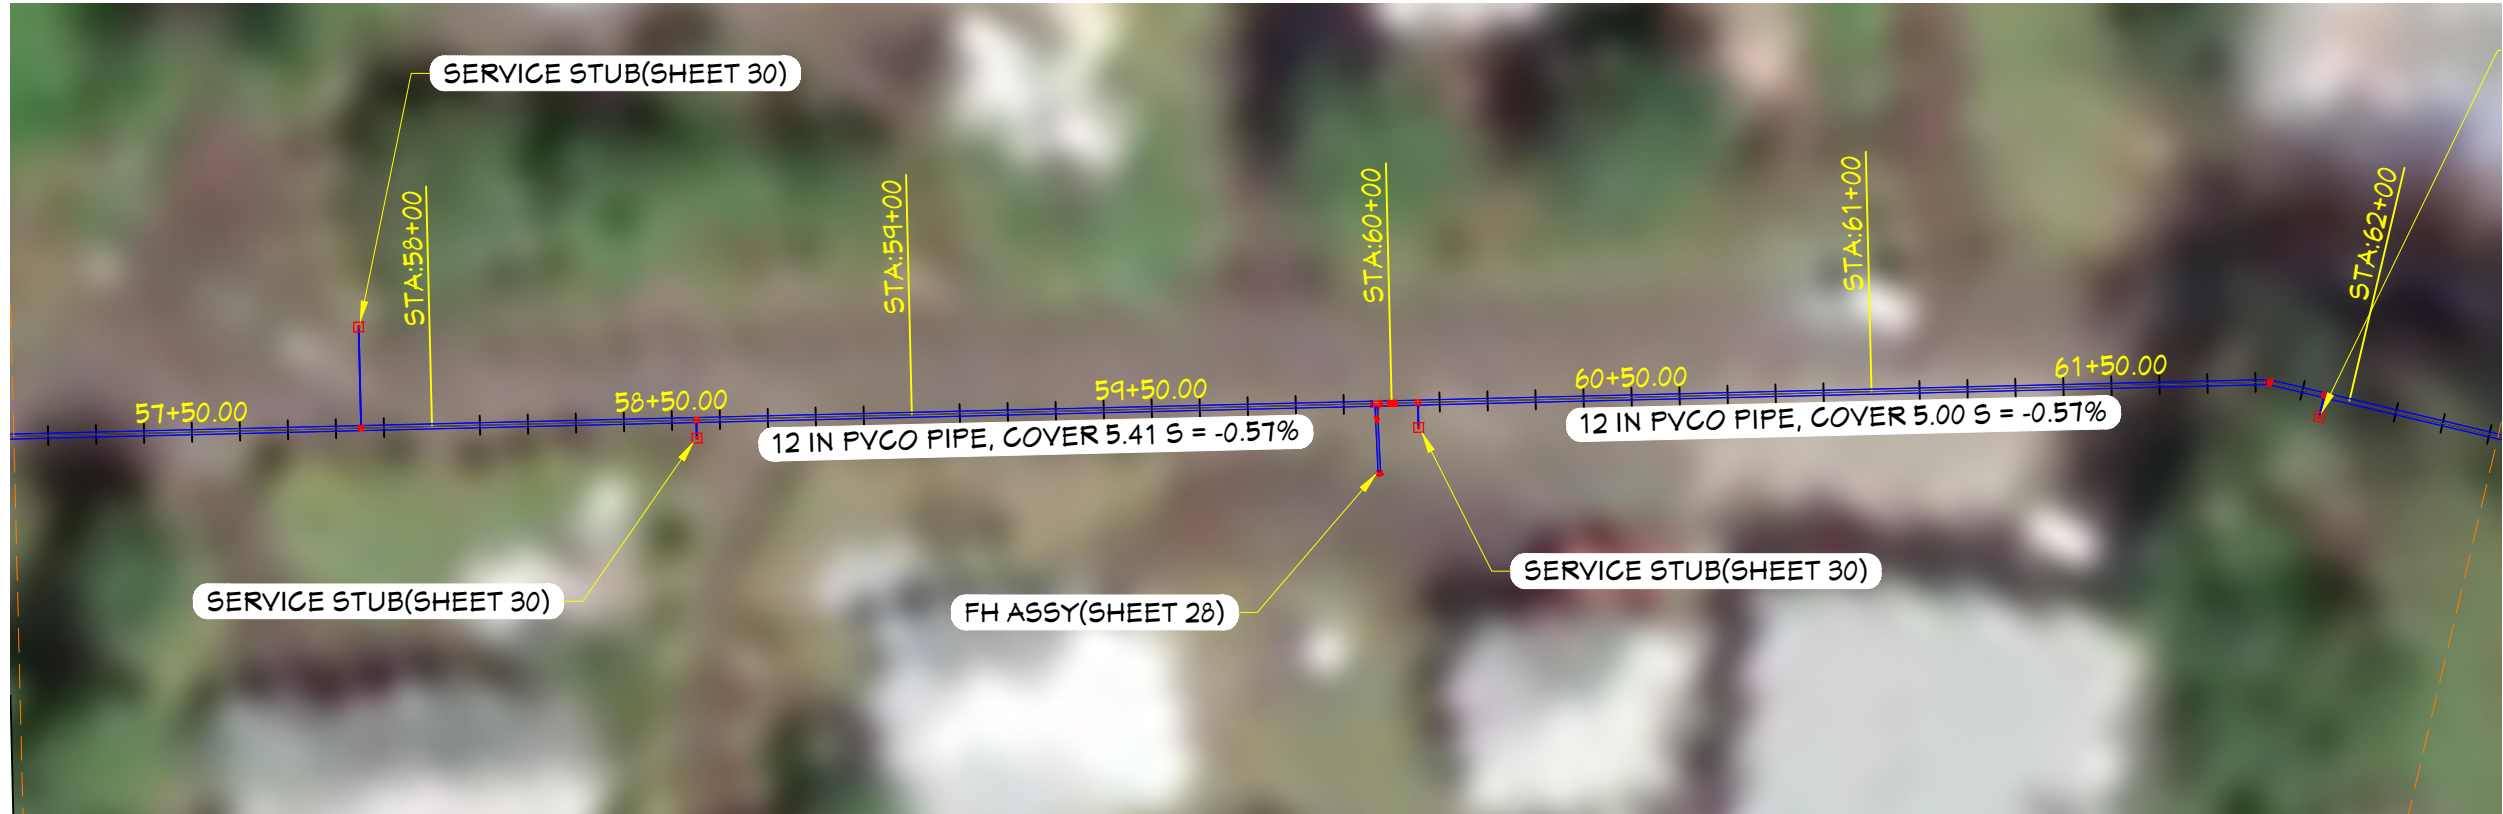 SERVICE STUB(SHEET 30)
STA:58+00
STA:59+00
STA:60+00
STA:61+00
STA:62+00
57+50.00
58+50.00
59+50.00
60+50.00
61+50.00
12 IN PVCO PIPE, COVER 5.41 S = -0.57%
12 IN PVCO PIPE, COVER 5.00 S = -0.57%
SERVICE STUB(SHEET 30)
FH ASSY(SHEET 28)
SERVICE STUB(SHEET 30)